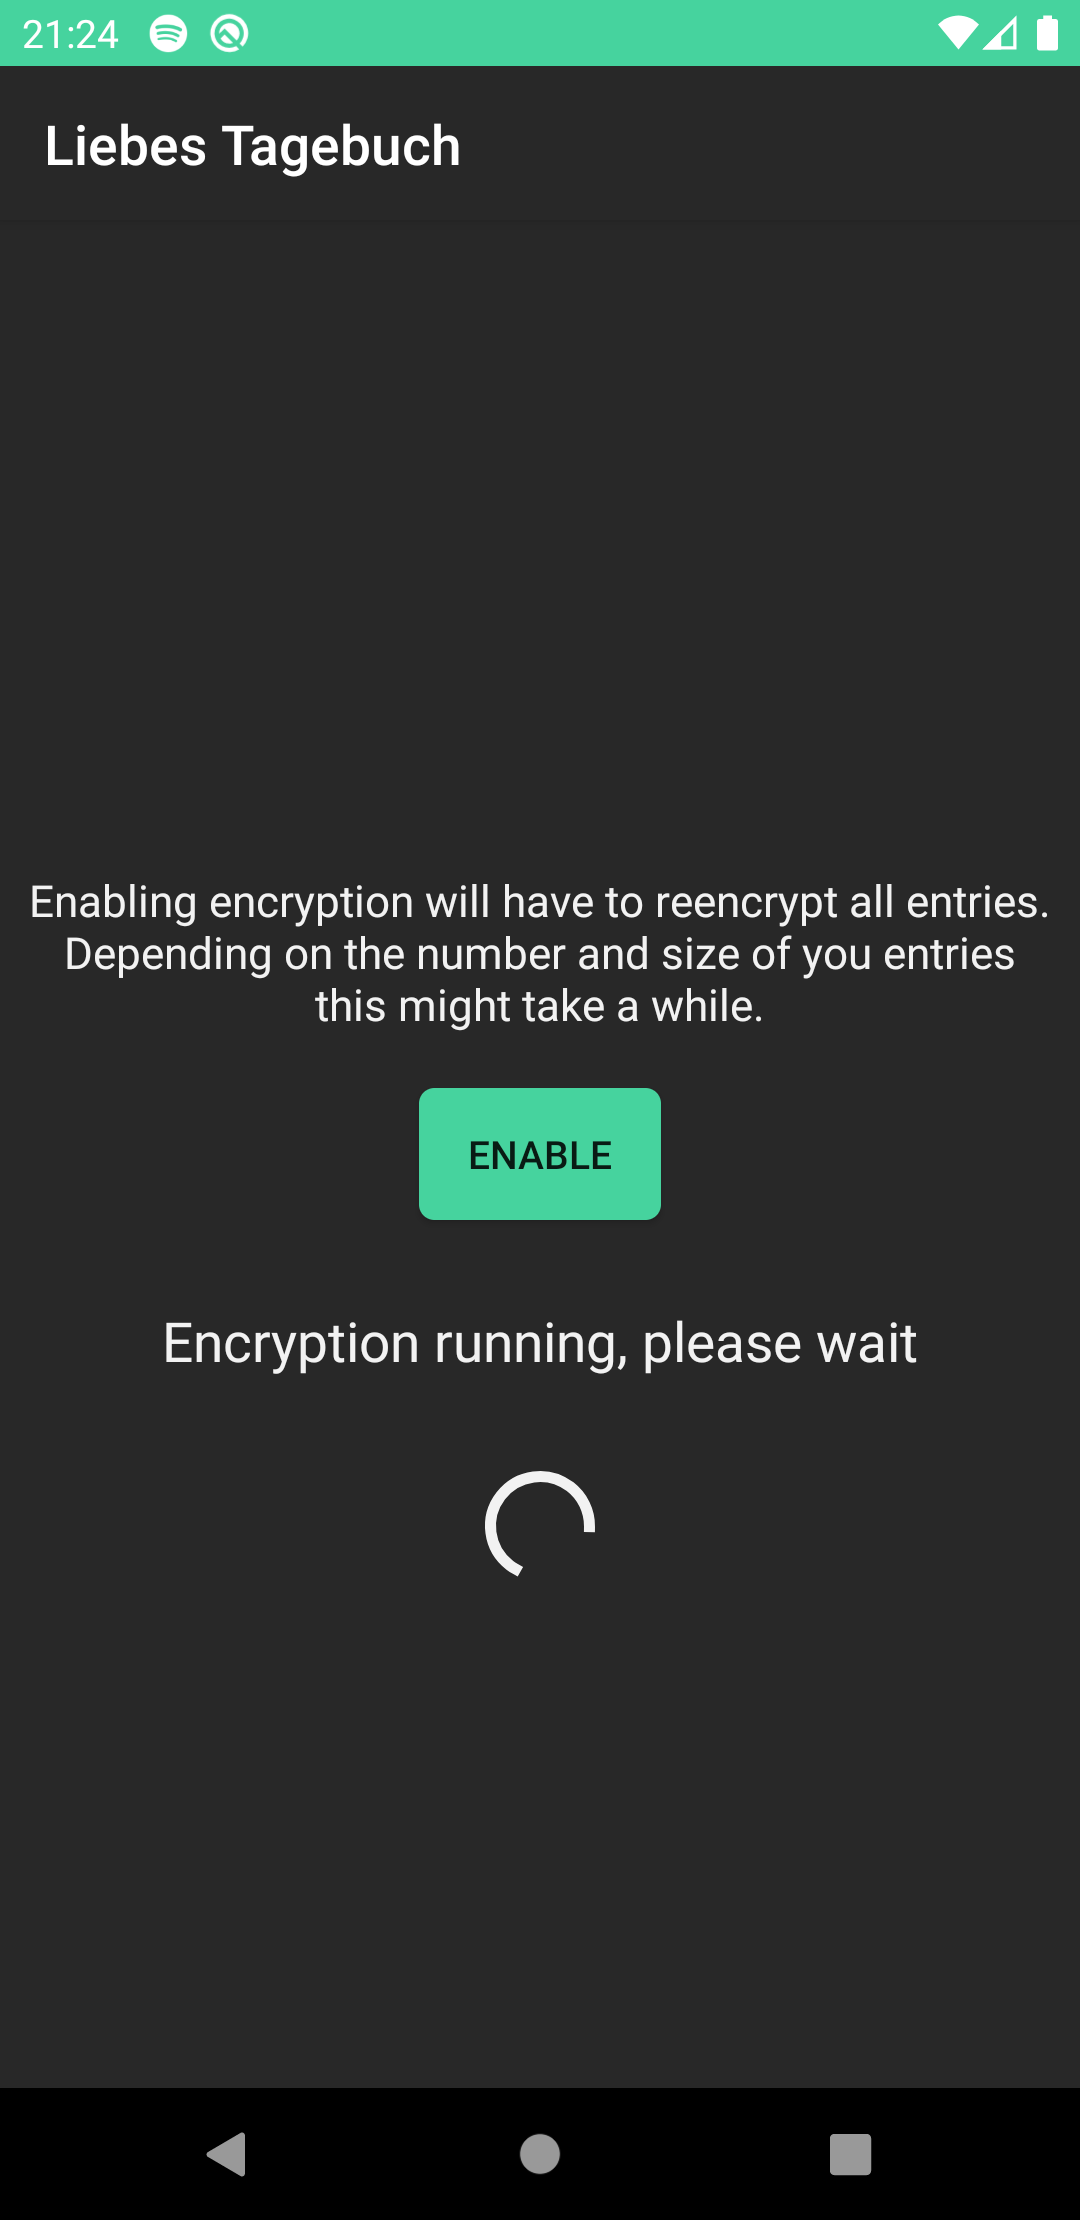 21:24
Liebes Tagebuch
Enabling encryption will have to reencrypt all entries.
Depending on the number and size of you entries
this might take a while.
ENABLE
Encryption running, please wait